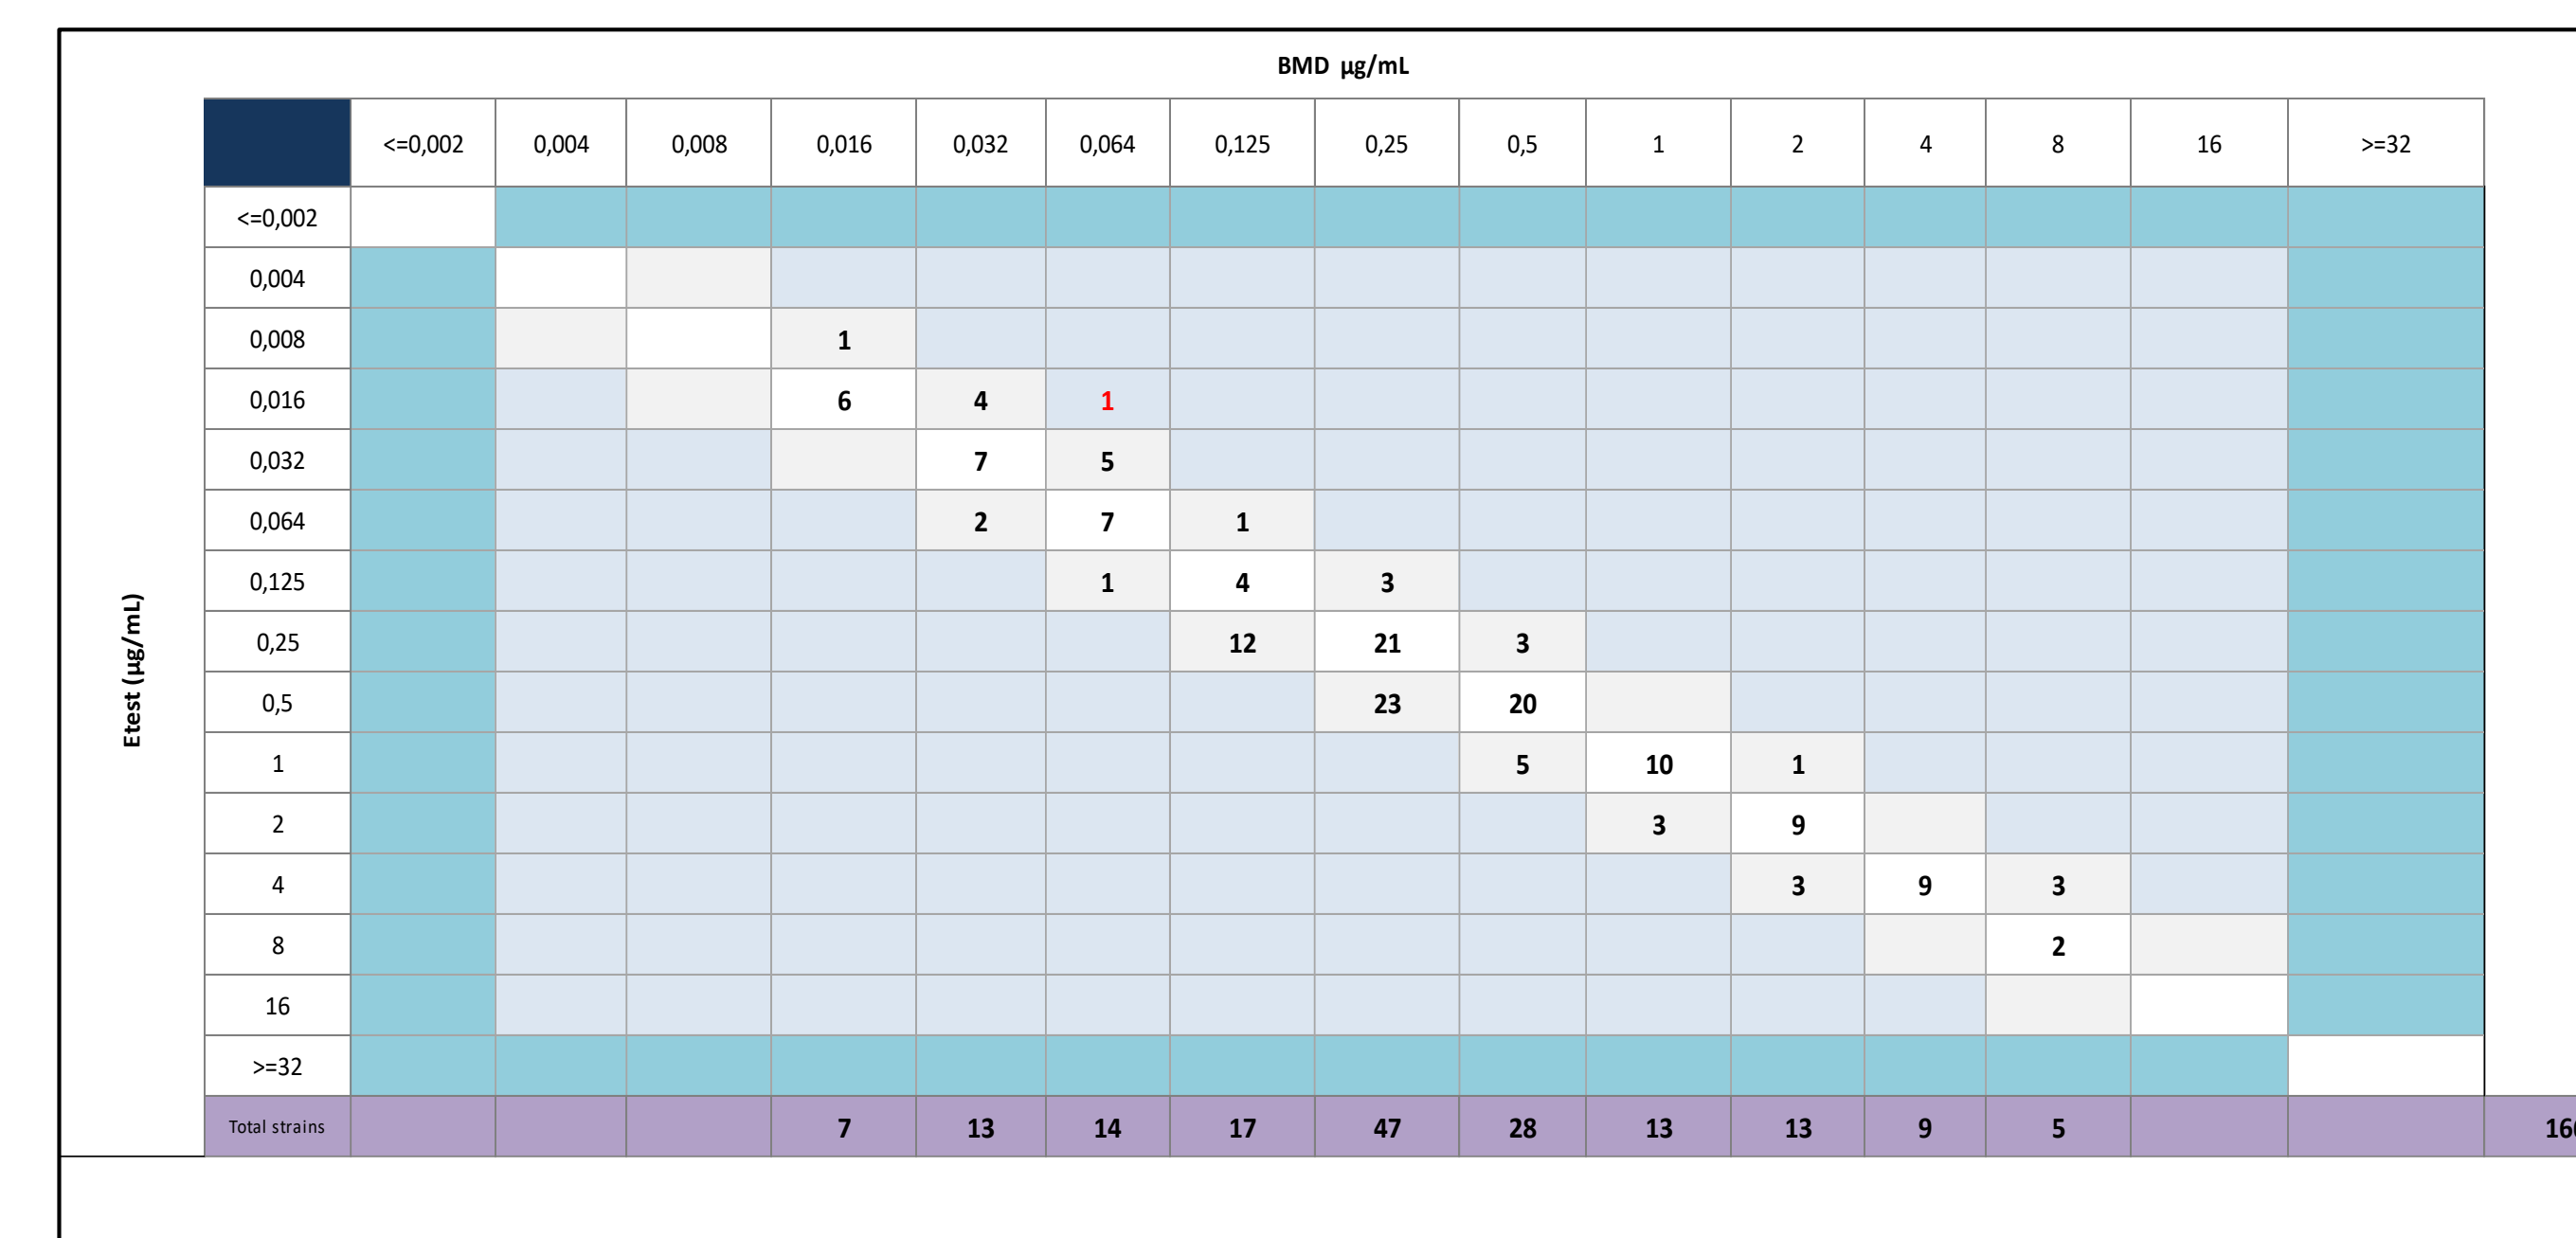 BMD µg/mL
<=0,002 0,004 0,008 0,016 0,032 0,064 0,125 0,25 0,5 1 2 4 8 16 >=32
<=0,002
0,004
0,008 1
0,016 6 4 1
0,032 7 5
0,064 2 7 1
0,125 1 4 3
0,25 12 21 3
0,5 23 20
1 5 10 1
2 3 9
4 3 9 3
8 2
16
>=32
Etest (µg/mL)
Total strains 7 13 14 17 47 28 13 13 9 5